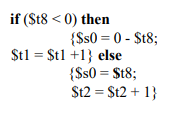 if ($t8 < 0) then
{$s0 = 0 - $t8;
$t1 = $t1 +1} else
{$s0 = $t8;
$t2 = $t2 + 1}